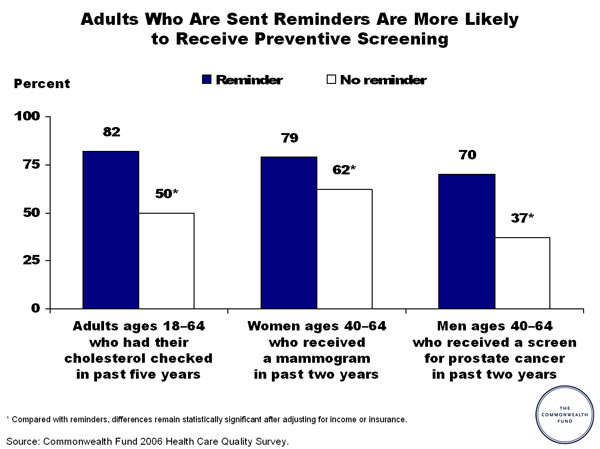 Adults Who Are Sent Reminders Are More Likely
to Receive Preventive Screening
Percent
Reminder
No reminder
100
75
50
25
0
82
50*
79
62*
70
37*
Adults ages 18–64
who had their
cholesterol checked
in past five years
Women ages 40–64
who received
a mammogram
in past two years
Men ages 40–64
who received a screen
for prostate cancer
in past two years
* Compared with reminders, differences remain statistically significant after adjusting for income or insurance.
Source: Commonwealth Fund 2006 Health Care Quality Survey.
THE
COMMONWEALTH
FUND